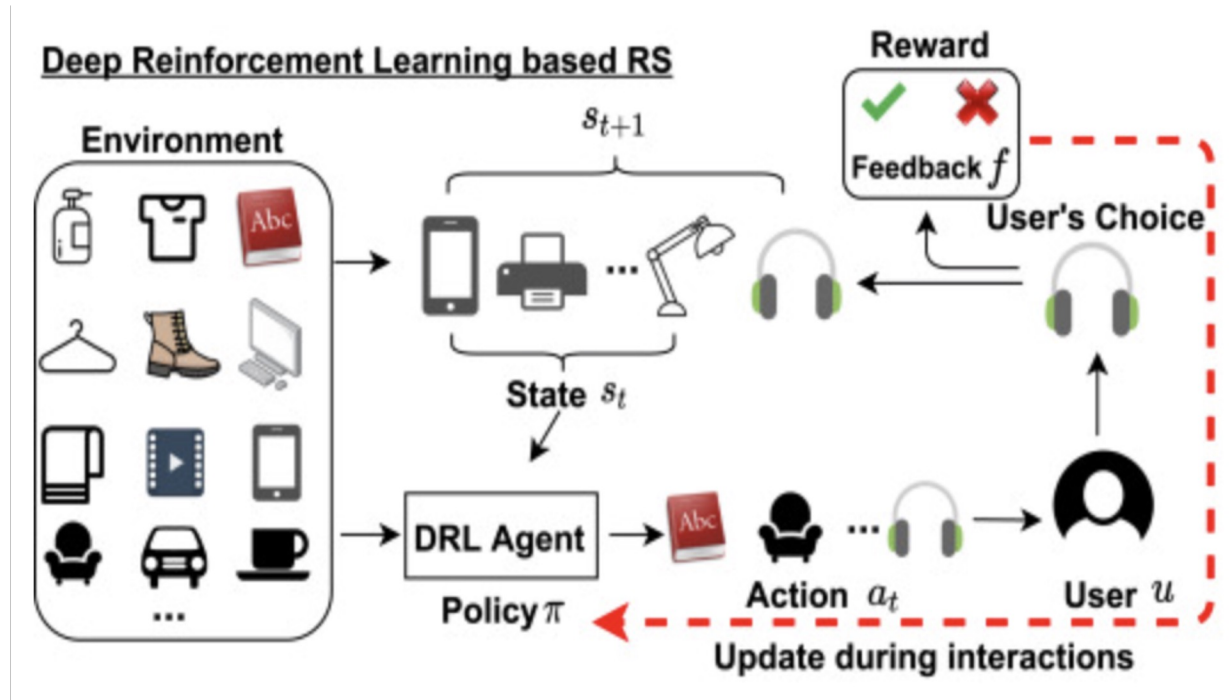 Deep Reinforcement Learning based RS
Reward
Environment
s_{t+1}
Feedback f
User's Choice
Abc
...
State s_t
DRL Agent
Abc
...
Policy π
Action a_t
User u
...
Update during interactions